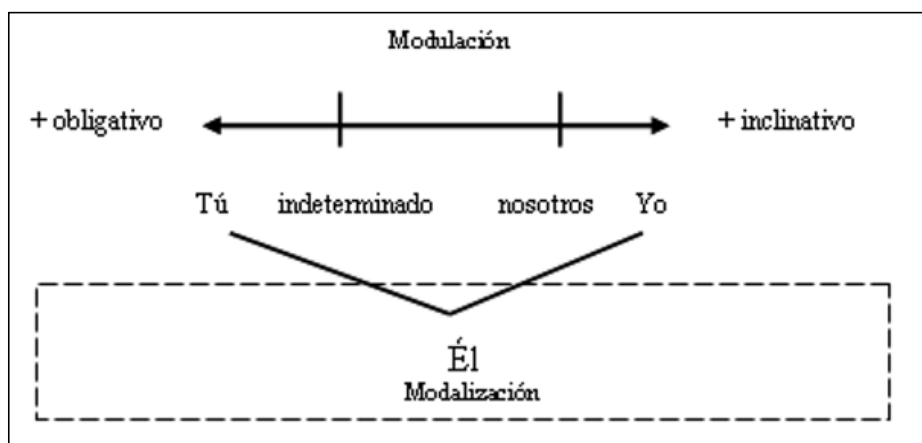 Modulación
+ obligativo + inclinativo
Tú indeterminado nosotros Yo
Él
Modalización